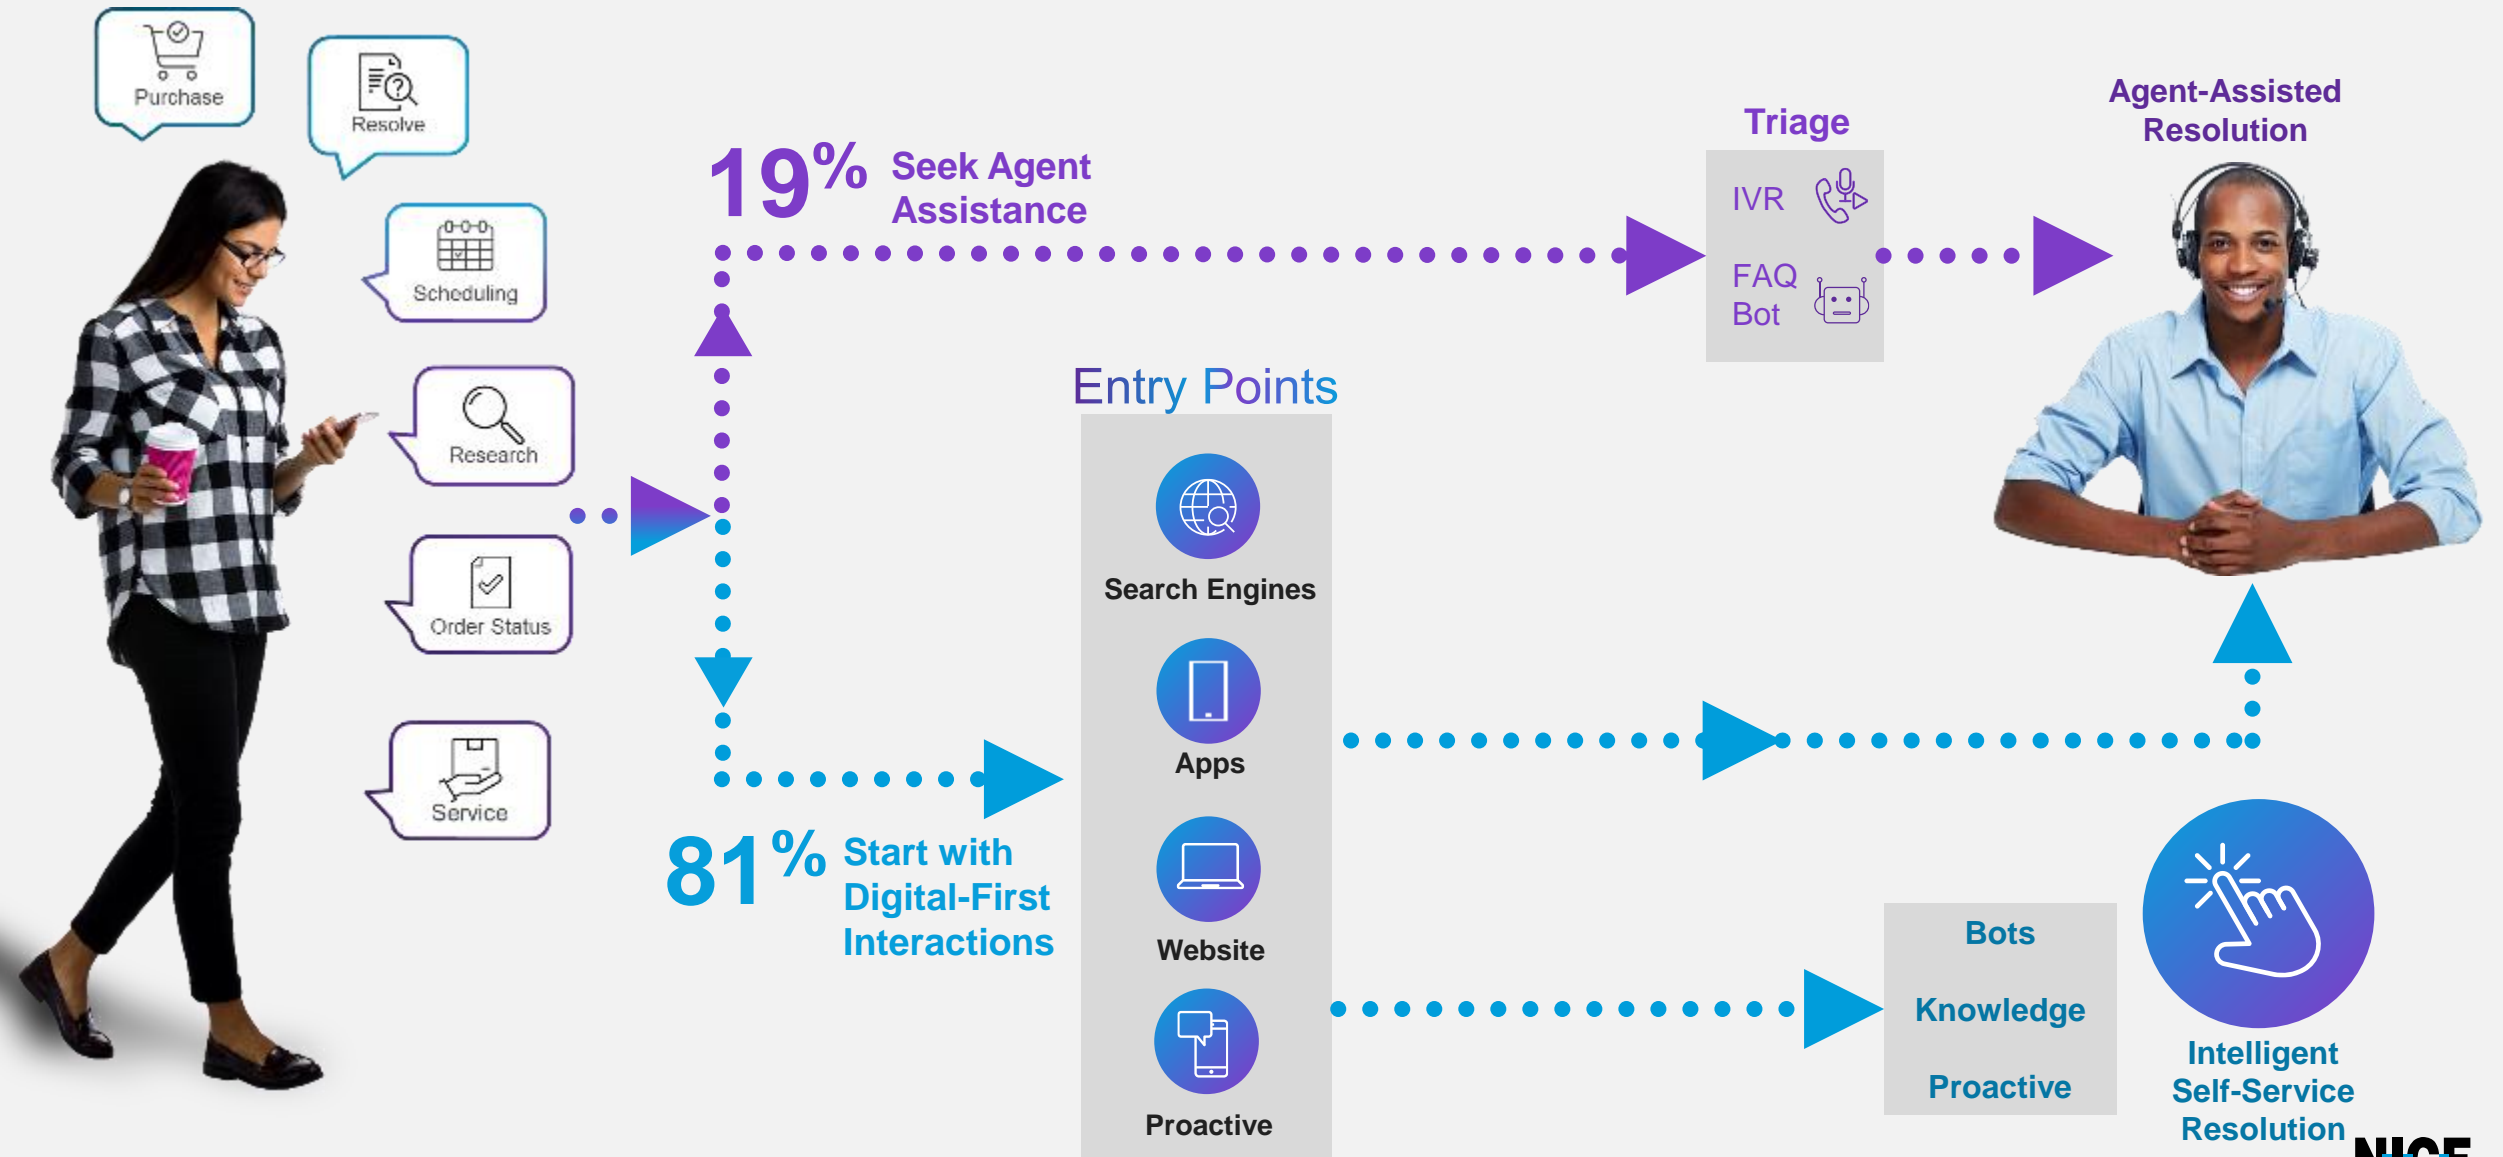 Purchase
Resolve
Scheduling
Research
Order Status
Service
19%
Seek Agent
Assistance
Triage
IVR
FAQ
Bot
Agent-Assisted
Resolution
Entry Points
Search Engines
Apps
Website
Proactive
81%
Start with
Digital-First
Interactions
Bots
Knowledge
Proactive
Intelligent
Self-Service
Resolution
NICE